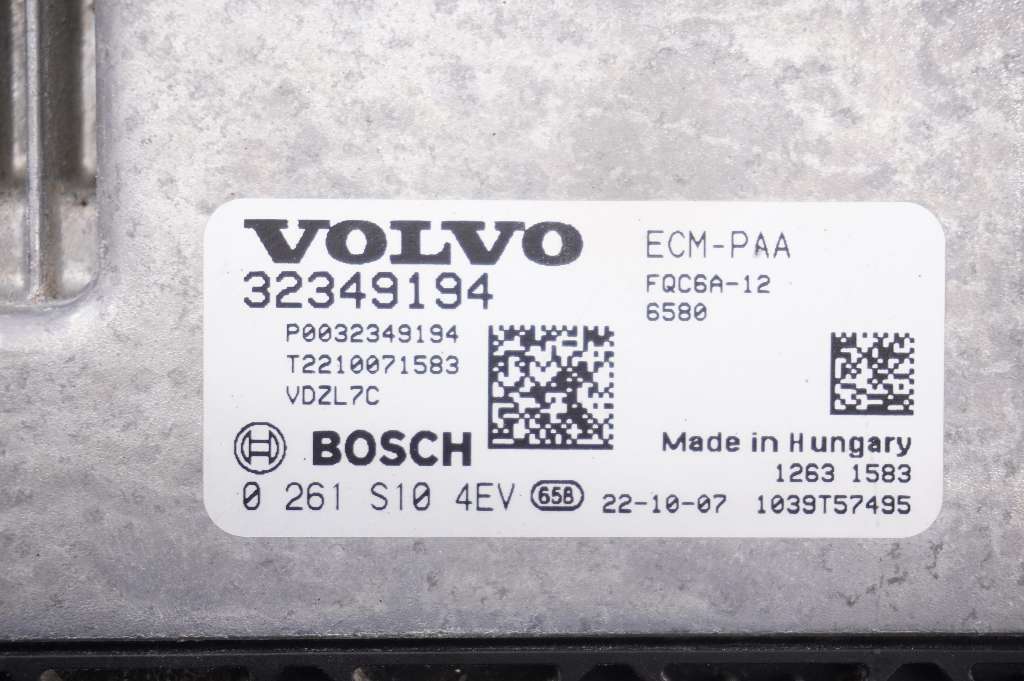 VOLVO
32349194
P0032349194
T2210071583
VDZL7C
ECM-PAA
FQC6A-12
6580
BOSCH
0 261 S10 4EV 658
Made in Hungary
1263 1583
22-10-07 1039T57495